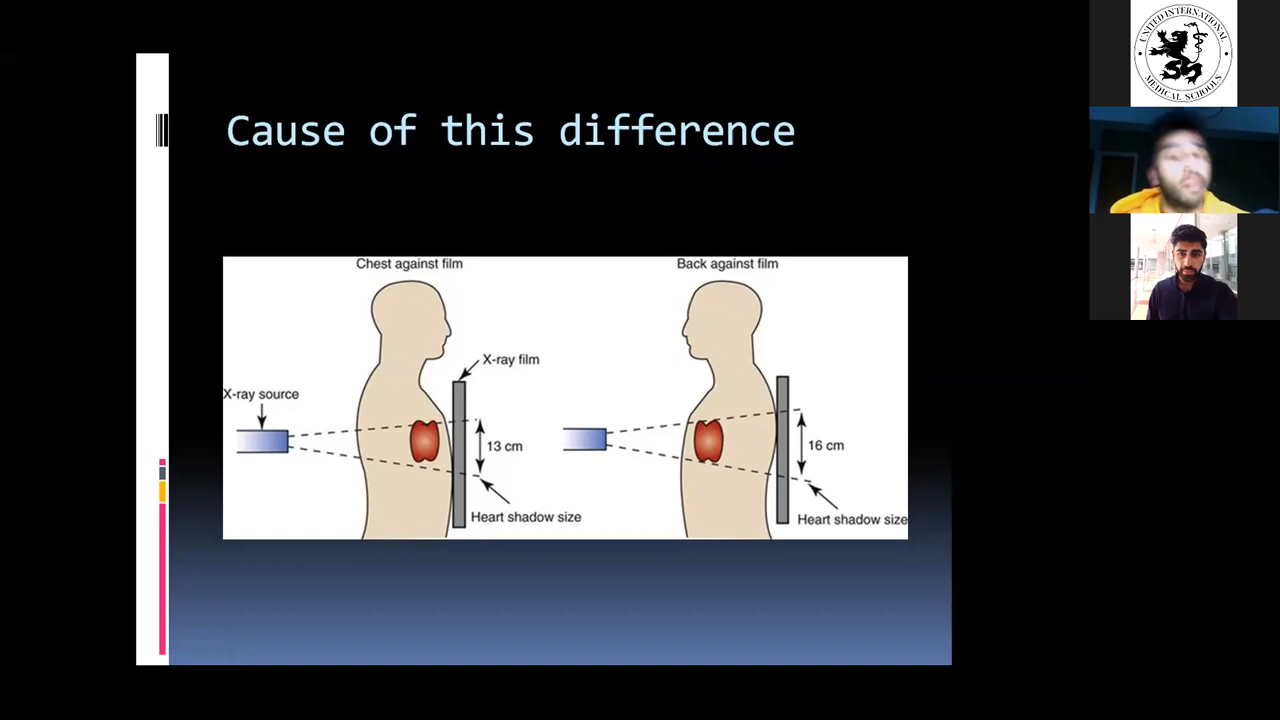 Cause of this difference
Chest against film
Back against film
X-ray film
X-ray source
13 cm
16 cm
Heart shadow size
Heart shadow size
UNITED INTERNATIONAL
MEDICAL SCHOOLS